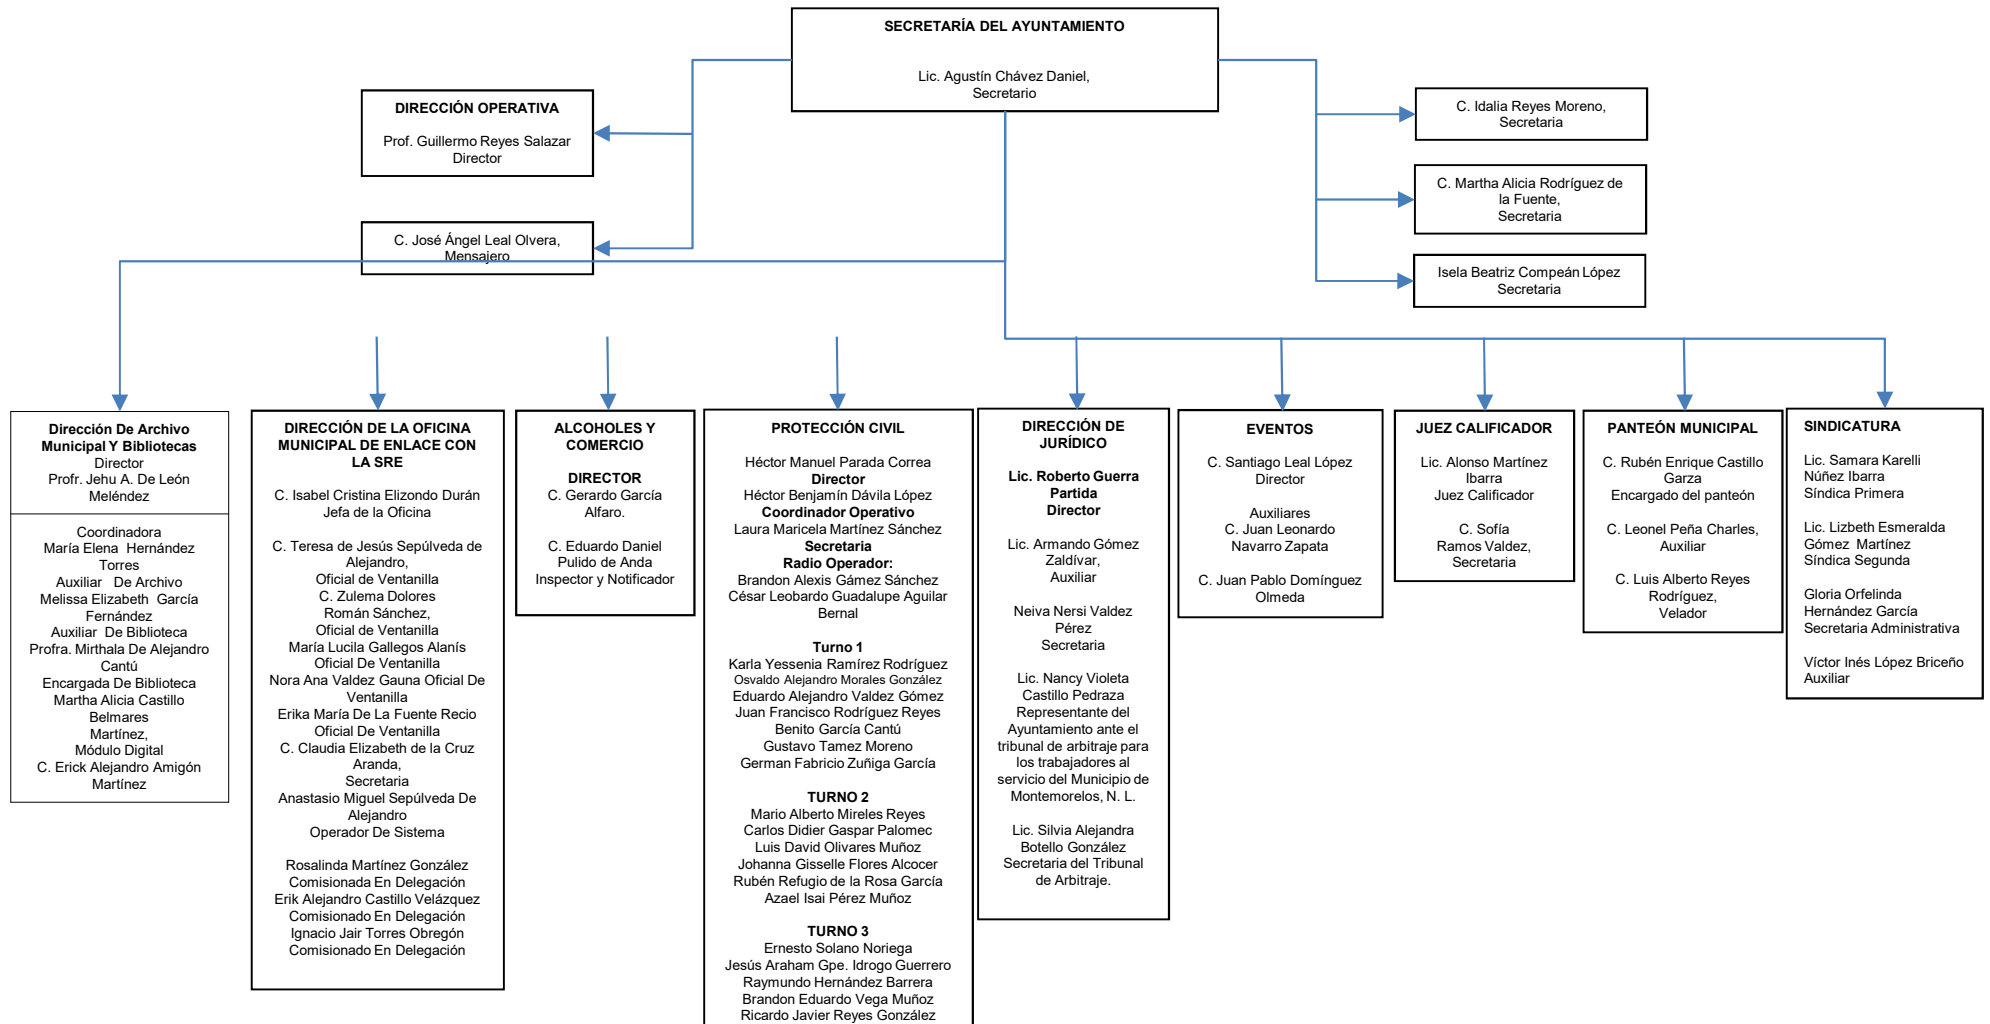 SECRETARÍA DEL AYUNTAMIENTO
Lic. Agustín Chávez Daniel,
Secretario
DIRECCIÓN OPERATIVA
Prof. Guillermo Reyes Salazar
Director
C. José Ángel Leal Olvera,
Mensajero
C. Idalia Reyes Moreno,
Secretaria
C. Martha Alicia Rodríguez de
la Fuente,
Secretaria
Isela Beatriz Compeán López
Secretaria
Dirección De Archivo
Municipal Y Bibliotecas
Director
Profr. Jehu A. De León
Meléndez
Coordinadora
María Elena Hernández
Torres
Auxiliar De Archivo
Melissa Elizabeth García
Fernández
Auxiliar De Biblioteca
Profra. Mirthala De Alejandro
Cantú
Encargada De Biblioteca
Martha Alicia Castillo
Belmares
Martínez,
Módulo Digital
C. Erick Alejandro Amigón
Martínez
DIRECCIÓN DE LA OFICINA
MUNICIPAL DE ENLACE CON
LA SRE
C. Isabel Cristina Elizondo Durán
Jefa de la Oficina
C. Teresa de Jesús Sepúlveda de
Alejandro,
Oficial de Ventanilla
C. Zulema Dolores
Román Sánchez,
Oficial de Ventanilla
María Lucila Gallegos Alanís
Oficial De Ventanilla
Nora Ana Valdez Gauna Oficial De
Ventanilla
Erika María De La Fuente Recio
Oficial De Ventanilla
C. Claudia Elizabeth de la Cruz
Aranda,
Secretaria
Anastasio Miguel Sepúlveda De
Alejandro
Operador De Sistema
Rosalinda Martínez González
Comisionada En Delegación
Erik Alejandro Castillo Velázquez
Comisionado En Delegación
Ignacio Jair Torres Obregón
Comisionado En Delegación
ALCOHOLES Y
COMERCIO
DIRECTOR
C. Gerardo García
Alfaro.
C. Eduardo Daniel
Pulido de Anda
Inspector y Notificador
PROTECCIÓN CIVIL
Héctor Manuel Parada Correa
Director
Héctor Benjamín Dávila López
Coordinador Operativo
Laura Maricela Martínez Sánchez
Secretaria
Radio Operador:
Brandon Alexis Gámez Sánchez
César Leobardo Guadalupe Aguilar
Bernal
Turno 1
Karla Yessenia Ramírez Rodríguez
Osvaldo Alejandro Morales González
Eduardo Alejandro Valdez Gómez
Juan Francisco Rodríguez Reyes
Benito García Cantú
Gustavo Tamez Moreno
German Fabricio Zuñiga García
TURNO 2
Mario Alberto Mireles Reyes
Carlos Didier Gaspar Palomec
Luis David Olivares Muñoz
Johanna Gisselle Flores Alcocer
Rubén Refugio de la Rosa García
Azael Isai Pérez Muñoz
TURNO 3
Ernesto Solano Noriega
Jesús Araham Gpe. Idrogo Guerrero
Raymundo Hernández Barrera
Brandon Eduardo Vega Muñoz
Ricardo Javier Reyes González
DIRECCIÓN DE
JURÍDICO
Lic. Roberto Guerra
Partida
Director
Lic. Armando Gómez
Zaldívar,
Auxiliar
Neiva Nersi Valdez
Pérez
Secretaria
Lic. Nancy Violeta
Castillo Pedraza
Representante del
Ayuntamiento ante el
tribunal de arbitraje para
los trabajadores al
servicio del Municipio de
Montemorelos, N. L.
Lic. Silvia Alejandra
Botello González
Secretaria del Tribunal
de Arbitraje.
EVENTOS
C. Santiago Leal López
Director
Auxiliares
C. Juan Leonardo
Navarro Zapata
C. Juan Pablo Domínguez
Olmeda
JUEZ CALIFICADOR
Lic. Alonso Martínez
Ibarra
Juez Calificador
C. Sofía
Ramos Valdez,
Secretaria
PANTEÓN MUNICIPAL
C. Rubén Enrique Castillo
Garza
Encargado del panteón
C. Leonel Peña Charles,
Auxiliar
C. Luis Alberto Reyes
Rodríguez,
Velador
SINDICATURA
Lic. Samara Karelli
Núñez Ibarra
Síndica Primera
Lic. Lizbeth Esmeralda
Gómez Martínez
Síndica Segunda
Gloria Orfelinda
Hernández García
Secretaria Administrativa
Víctor Inés López Briceño
Auxiliar